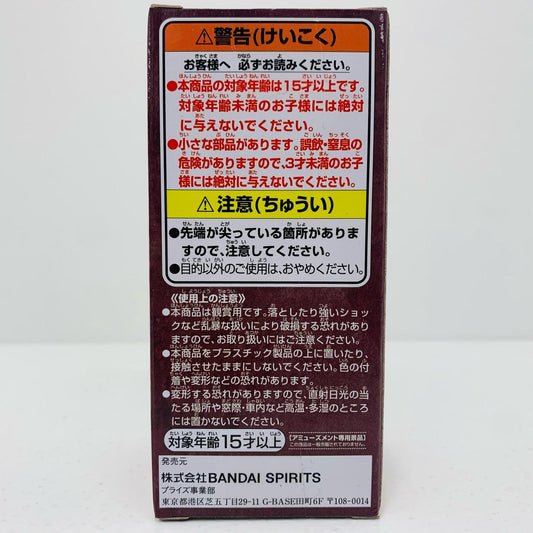 ⚠警告(けいこく)
お客様へ 必ずお読みください。
●本商品の対象年齢は15才以上です。
対象年齢未満のお子様には絶対
に与えないでください。
●小さな部品があります。誤飲・窒息の
危険がありますので、3才未満のお子
様には絶対に与えないでください。
⚠注意(ちゅうい)
●先端が尖っている箇所がありま
すので、注意してください。
●目的以外のご使用は、おやめください。
《使用上の注意》
●本商品は観賞用です。落としたり強いショッ
クなど乱暴な扱いにより破損する恐れがありま
す。お取り扱いにはご注意ください。
●本商品をプラスチック製品の上に置いたり、
接触させたままにしないでください。色の付
着や変形などの恐れがあります。
●変形する恐れがありますので、直射日光の当
たる場所や窓際・車内など高温・多湿のところ
には置かないでください。
対象年齢15才以上
【アミューズメント専用景品】
この商品は一般市販されておりません。
発売元
株式会社BANDAI SPIRITS
プライズ事業部
東京都港区芝五丁目29-11 G-BASE田町6F 〒108-0014